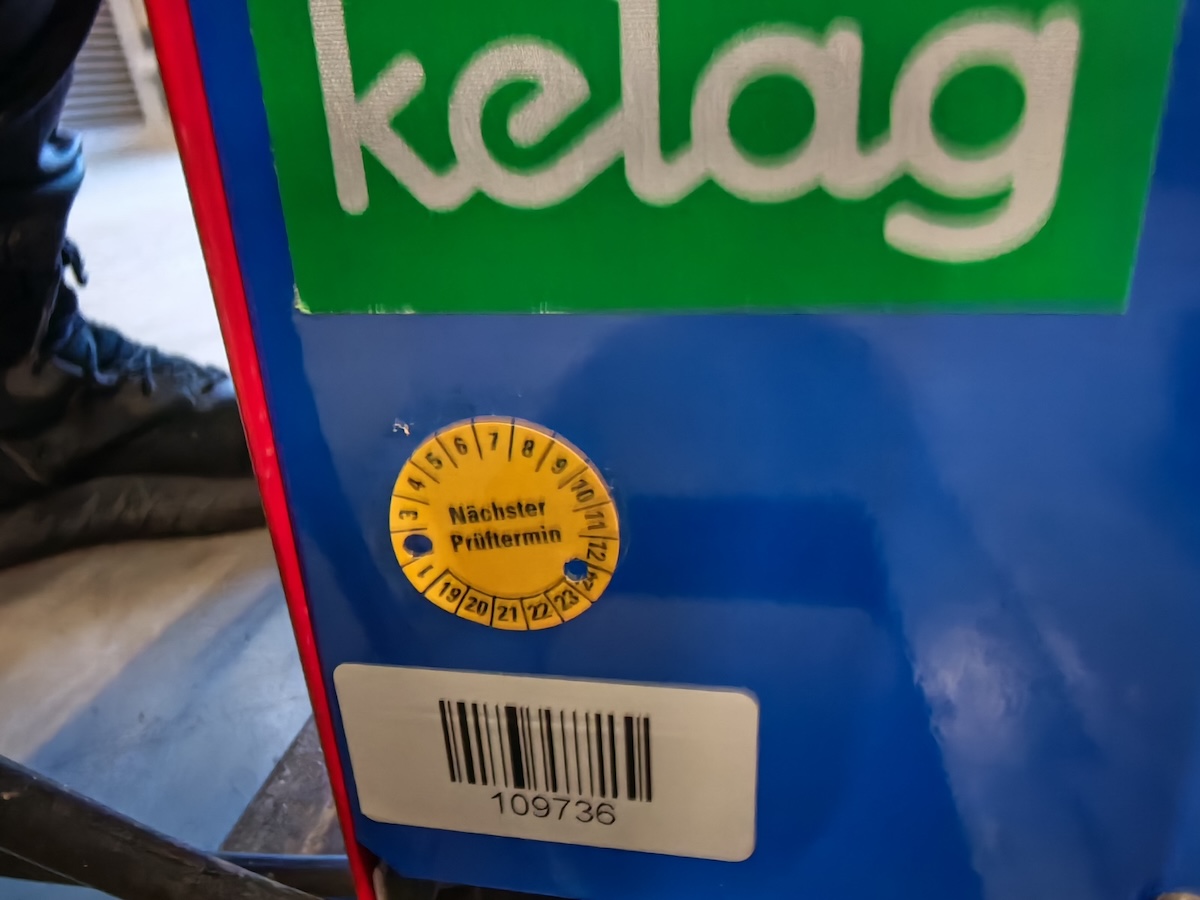 kelag
3 4 5 6 7 8 9 10 11 12
Nächster
Prüftermin
1 19 20 21 22 23 24
109736